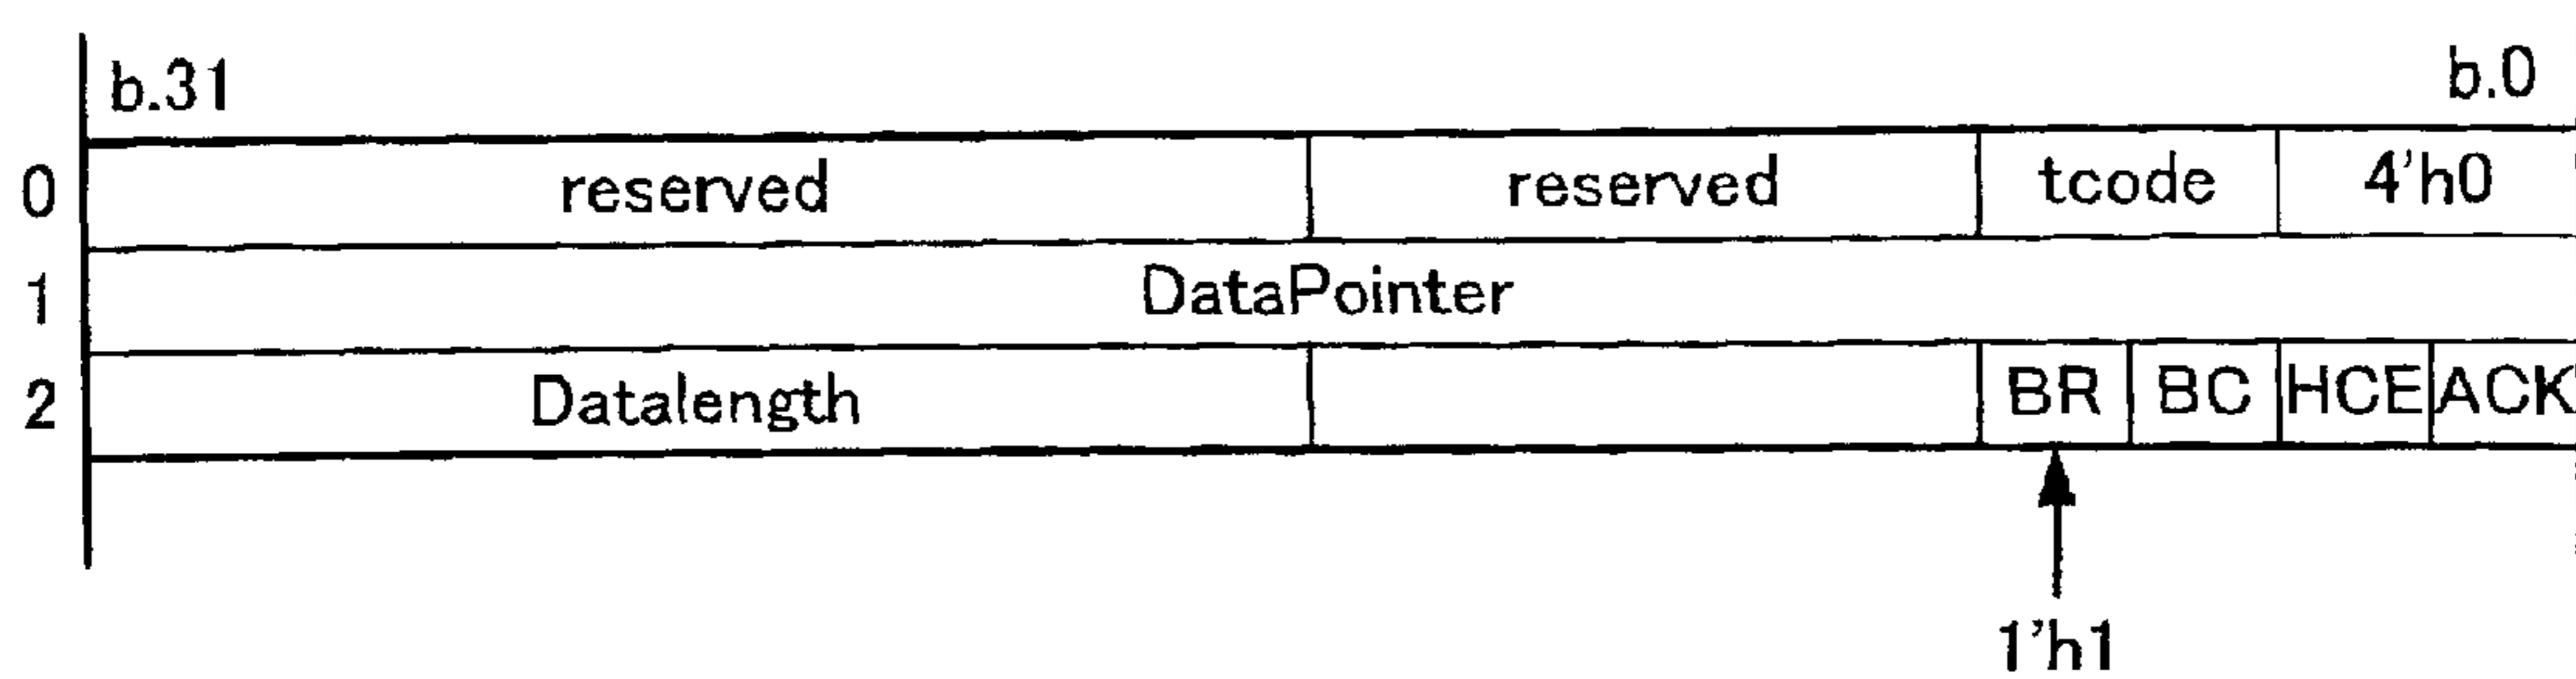 b.31 b.0
0 reserved reserved tcode 4'h0
1 DataPointer
2 Datalength BR BC HCE ACK
1'h1